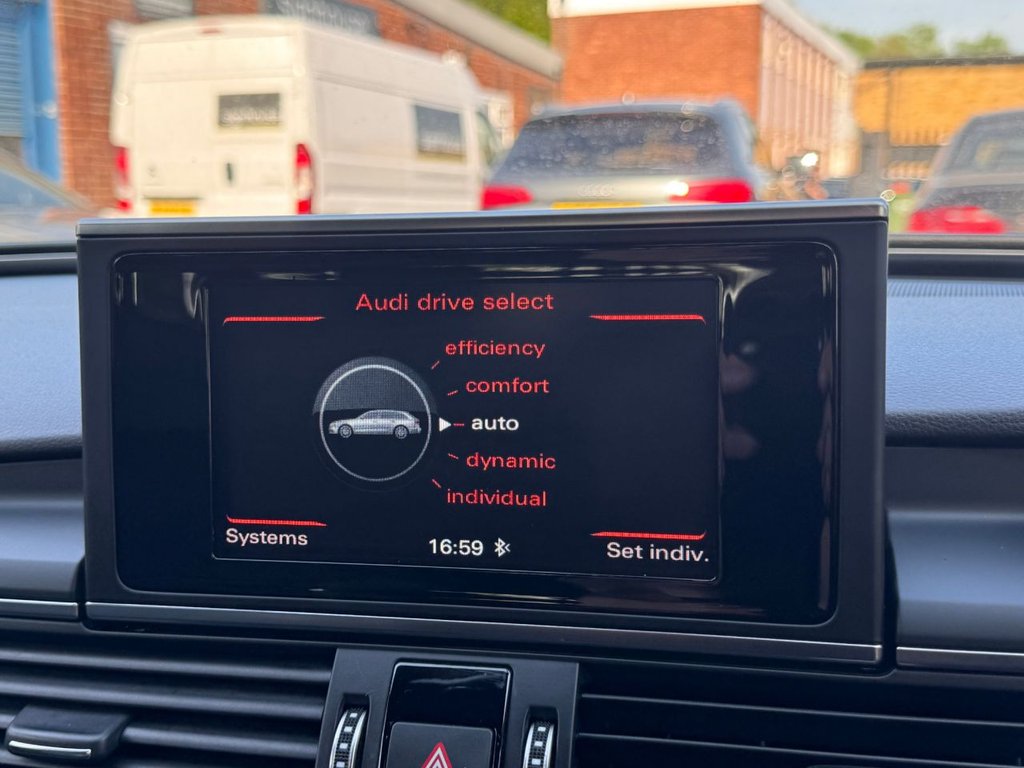 Audi drive select
efficiency
comfort
auto
dynamic
individual
Systems
16:59
Set indiv.